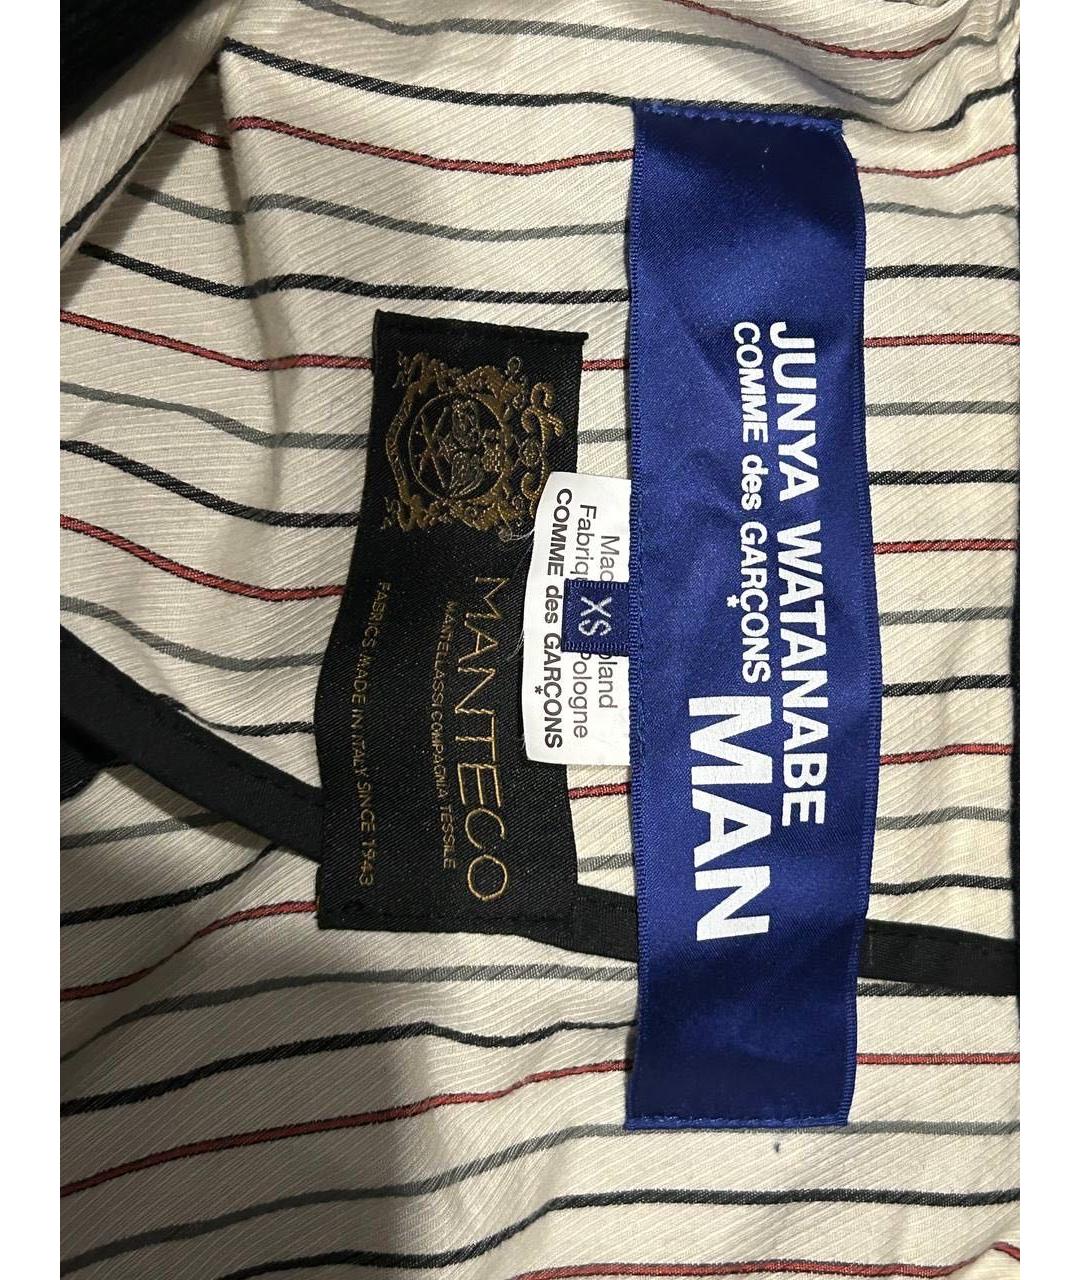 JUNYA WATANABE
COMME des GARÇONS MAN
XS
Poland
Pologne
COMME des GARÇONS
MANTECO
MANTELLASSI COMPAGNIA TESSILE
FABRICS MADE IN ITALY SINCE 1943